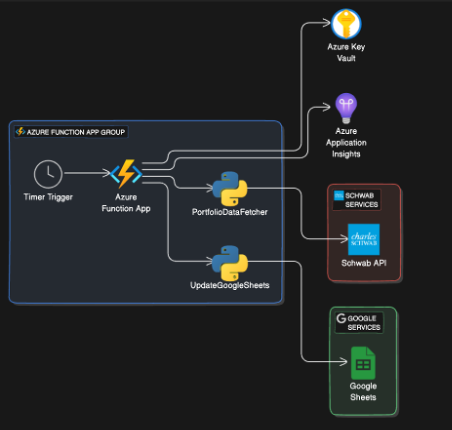 Azure Key
Vault
Azure
Application
Insights
AZURE FUNCTION APP GROUP
Timer Trigger
Azure
Function App
PortfolioDataFetcher
UpdateGoogleSheets
SCHWAB
SERVICES
charles
SCHWAB
Schwab API
G GOOGLE
SERVICES
Google
Sheets